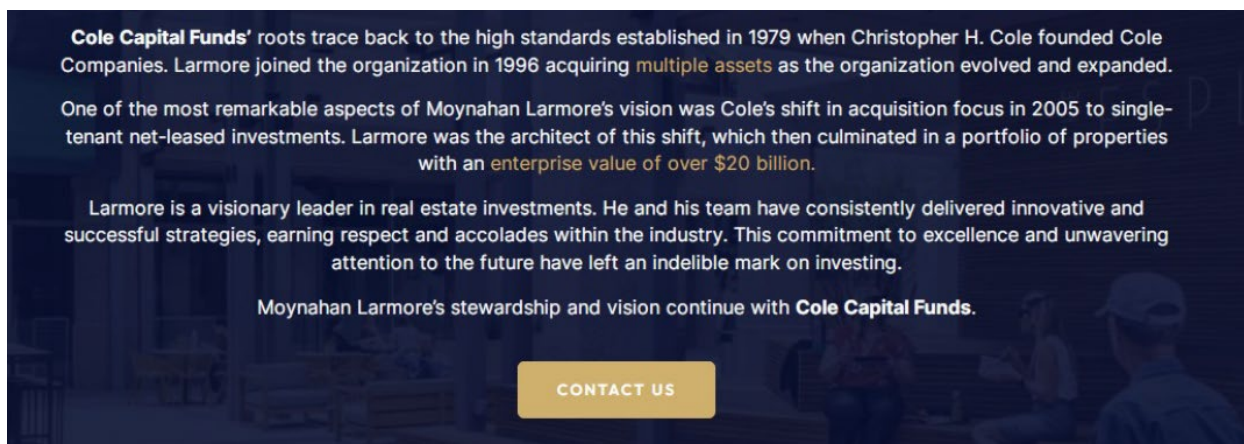 Cole Capital Funds’ roots trace back to the high standards established in 1979 when Christopher H. Cole founded Cole
Companies. Larmore joined the organization in 1996 acquiring multiple assets as the organization evolved and expanded.
One of the most remarkable aspects of Moynahan Larmore’s vision was Cole’s shift in acquisition focus in 2005 to single-
tenant net-leased investments. Larmore was the architect of this shift, which then culminated in a portfolio of properties
with an enterprise value of over $20 billion.
Larmore is a visionary leader in real estate investments. He and his team have consistently delivered innovative and
successful strategies, earning respect and accolades within the industry. This commitment to excellence and unwavering
attention to the future have left an indelible mark on investing.
Moynahan Larmore’s stewardship and vision continue with Cole Capital Funds.
CONTACT US